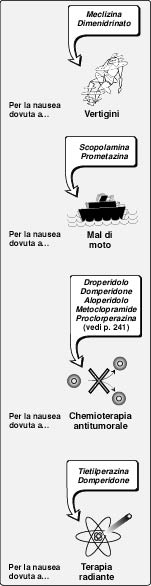 Meclizina
Dimenidrinato
Per la nausea
dovuta a...
Vertigini
Scopolamina
Prometazina
Per la nausea
dovuta a...
Mal di
moto
Droperidolo
Domperidone
Aloperidolo
Metoclopramide
Proclorperazina
(vedi p. 241)
Per la nausea
dovuta a...
Chemioterapia
antitumorale
Tietilperazina
Domperidone
Per la nausea
dovuta a...
Terapia
radiante